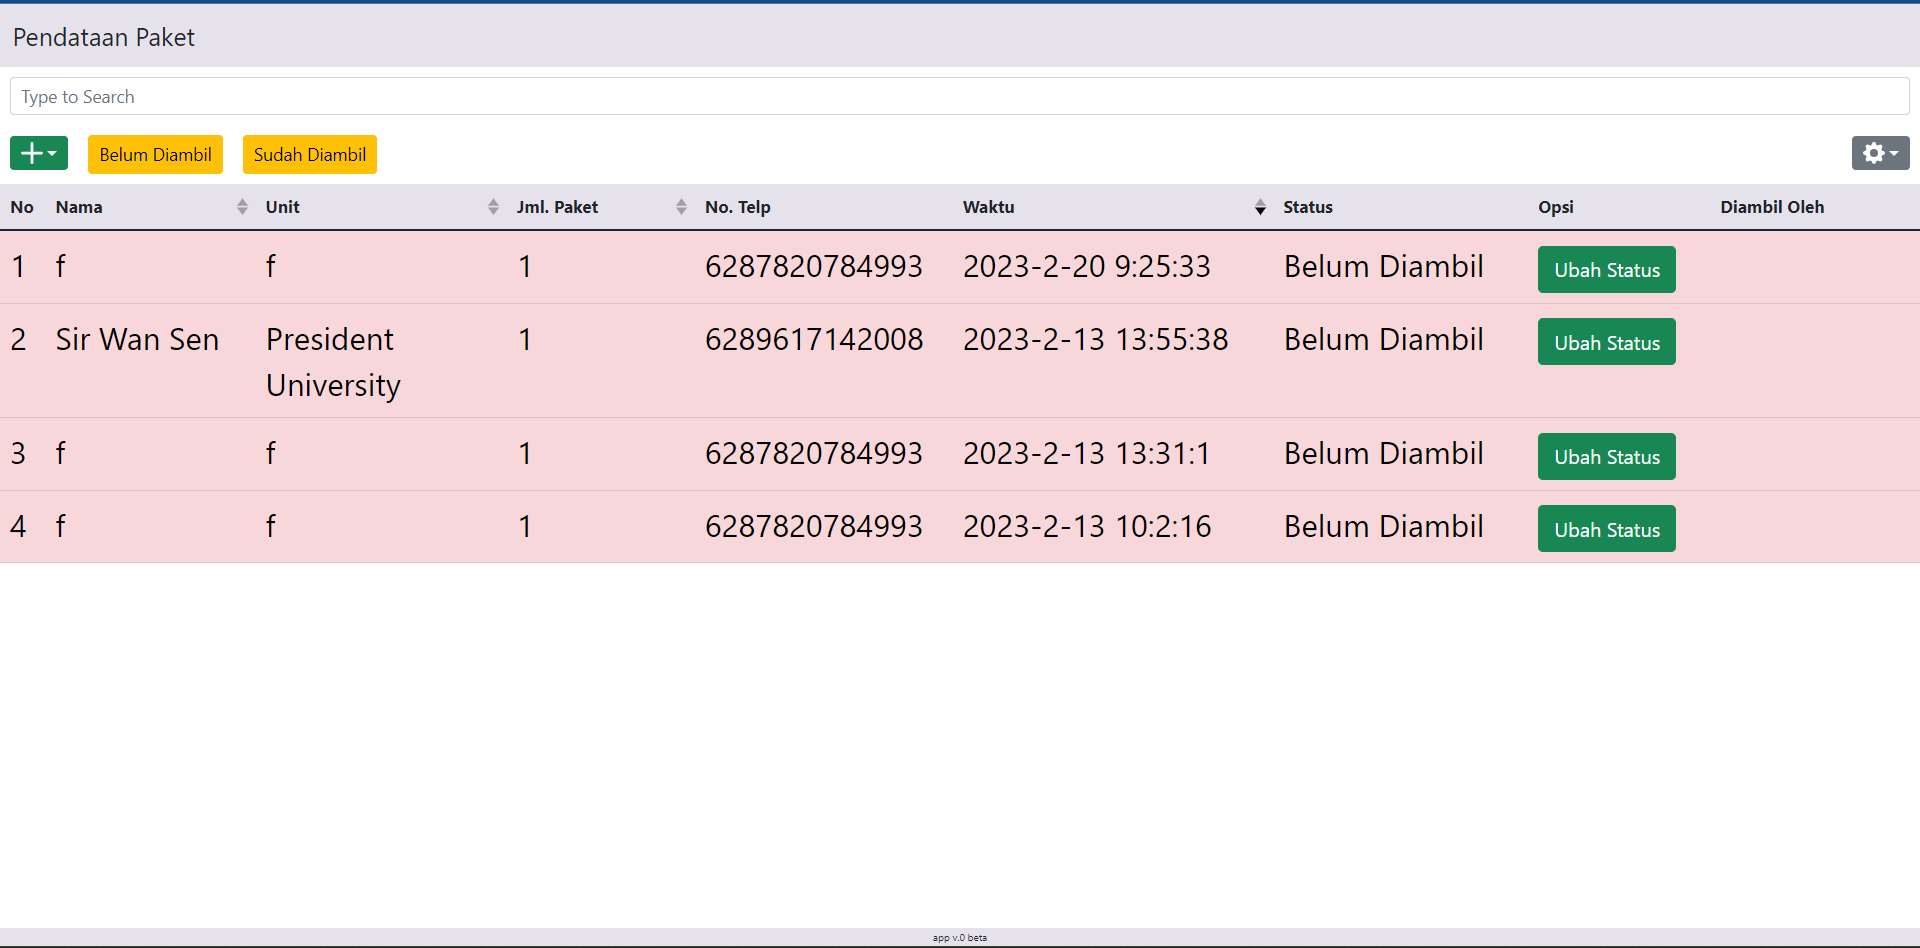 Pendataan Paket
Type to Search
Belum Diambil Sudah Diambil
No Nama Unit Jml. Paket No. Telp Waktu Status Opsi Diambil Oleh
1 f f 1 6287820784993 2023-2-20 9:25:33 Belum Diambil Ubah Status
2 Sir Wan Sen President 1 6289617142008 2023-2-13 13:55:38 Belum Diambil Ubah Status
University
3 f f 1 6287820784993 2023-2-13 13:31:1 Belum Diambil Ubah Status
4 f f 1 6287820784993 2023-2-13 10:2:16 Belum Diambil Ubah Status
app v.0 beta